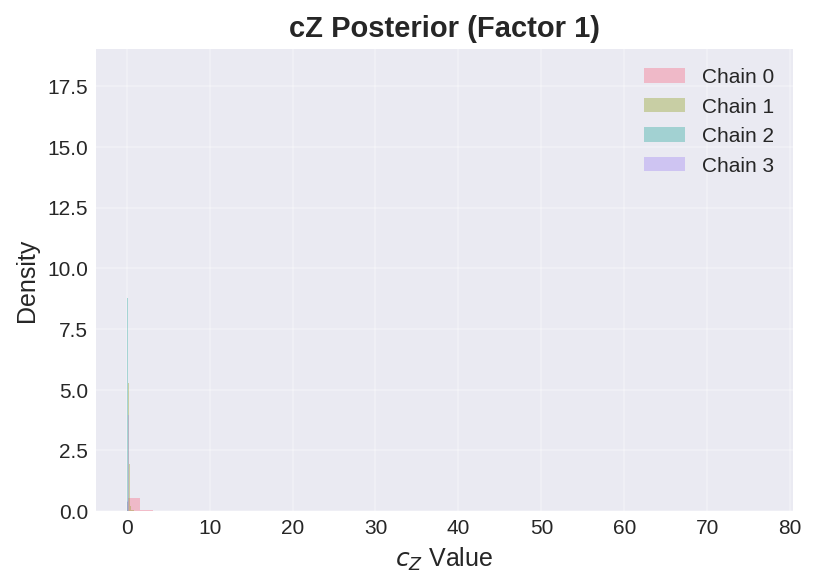 cZ Posterior (Factor 1)
17.5
15.0
12.5
10.0
7.5
5.0
2.5
0.0
Density
Chain 0
Chain 1
Chain 2
Chain 3
0 10 20 30 40 50 60 70 80
c_Z Value